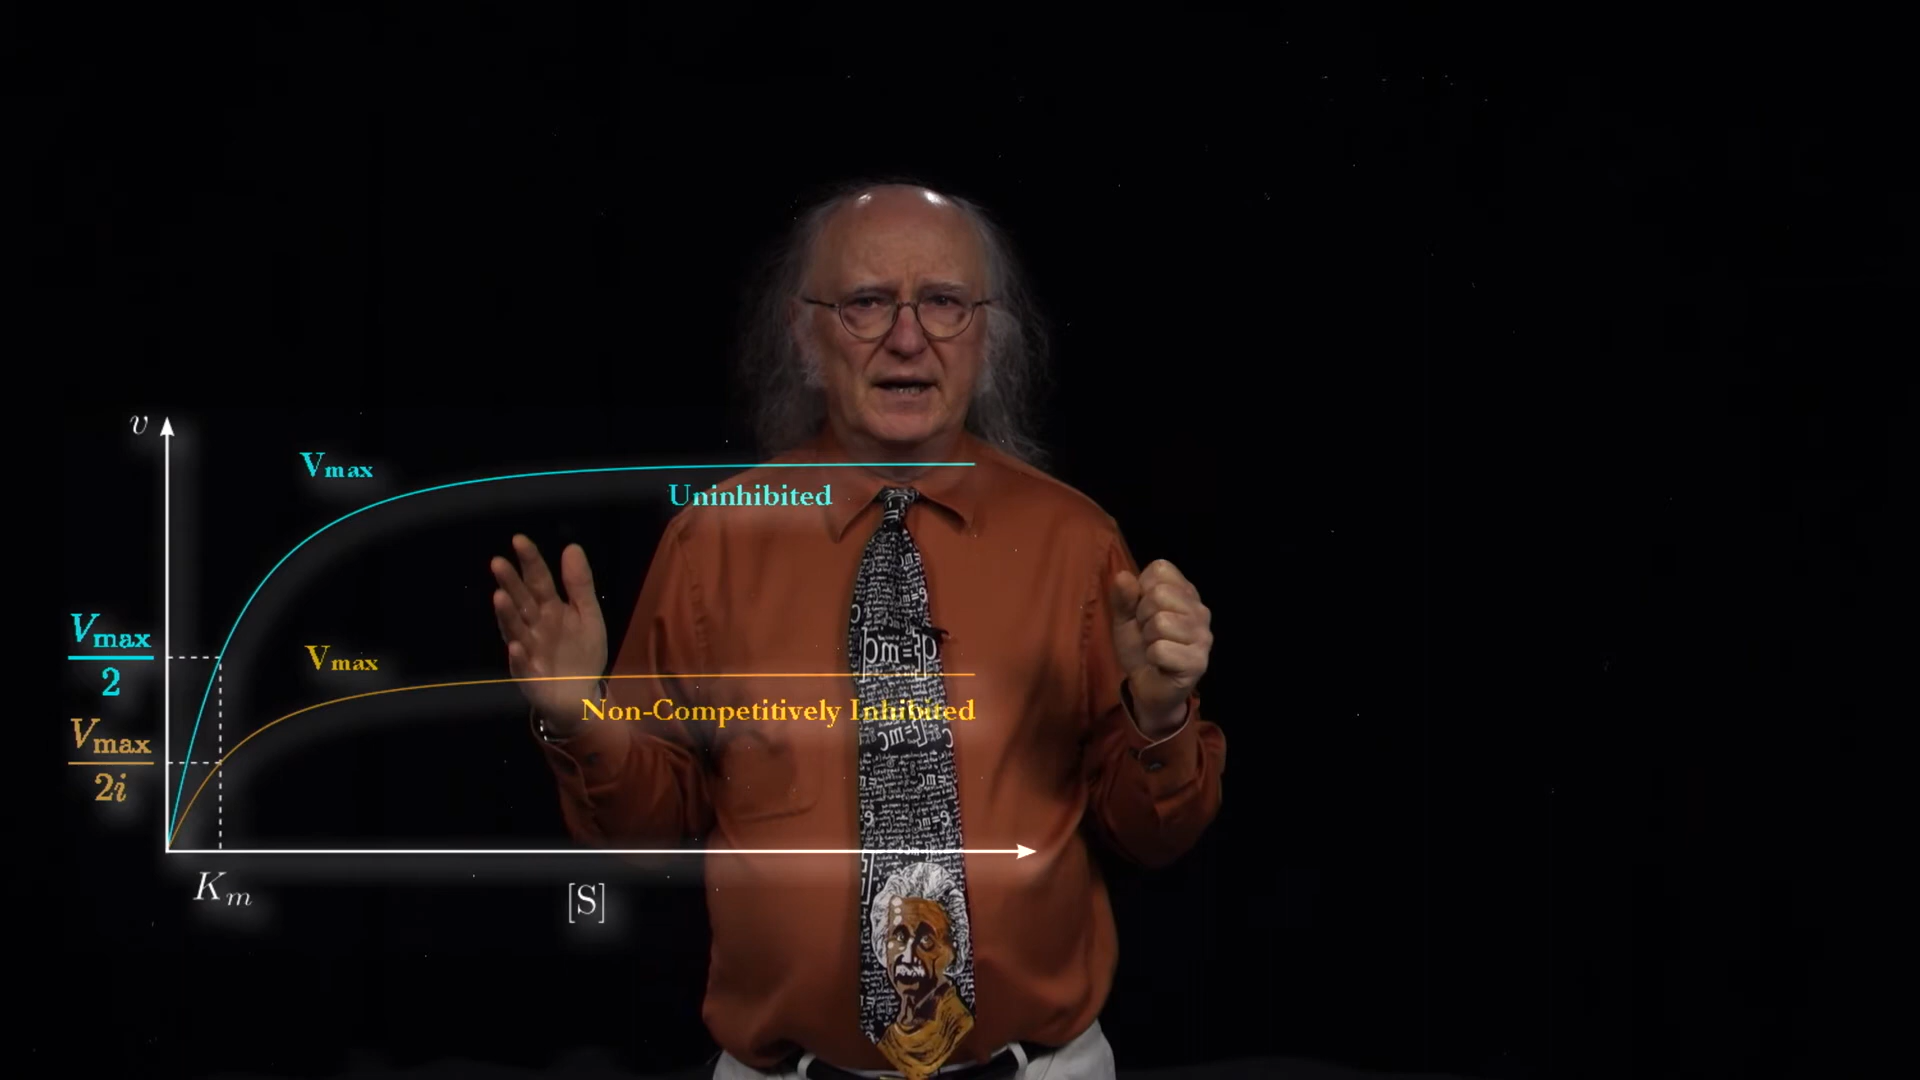 v
Vmax
Uninhibited
Vmax
2
Vmax
Non-Competitively Inhibited
Vmax
2i
Km
[S]